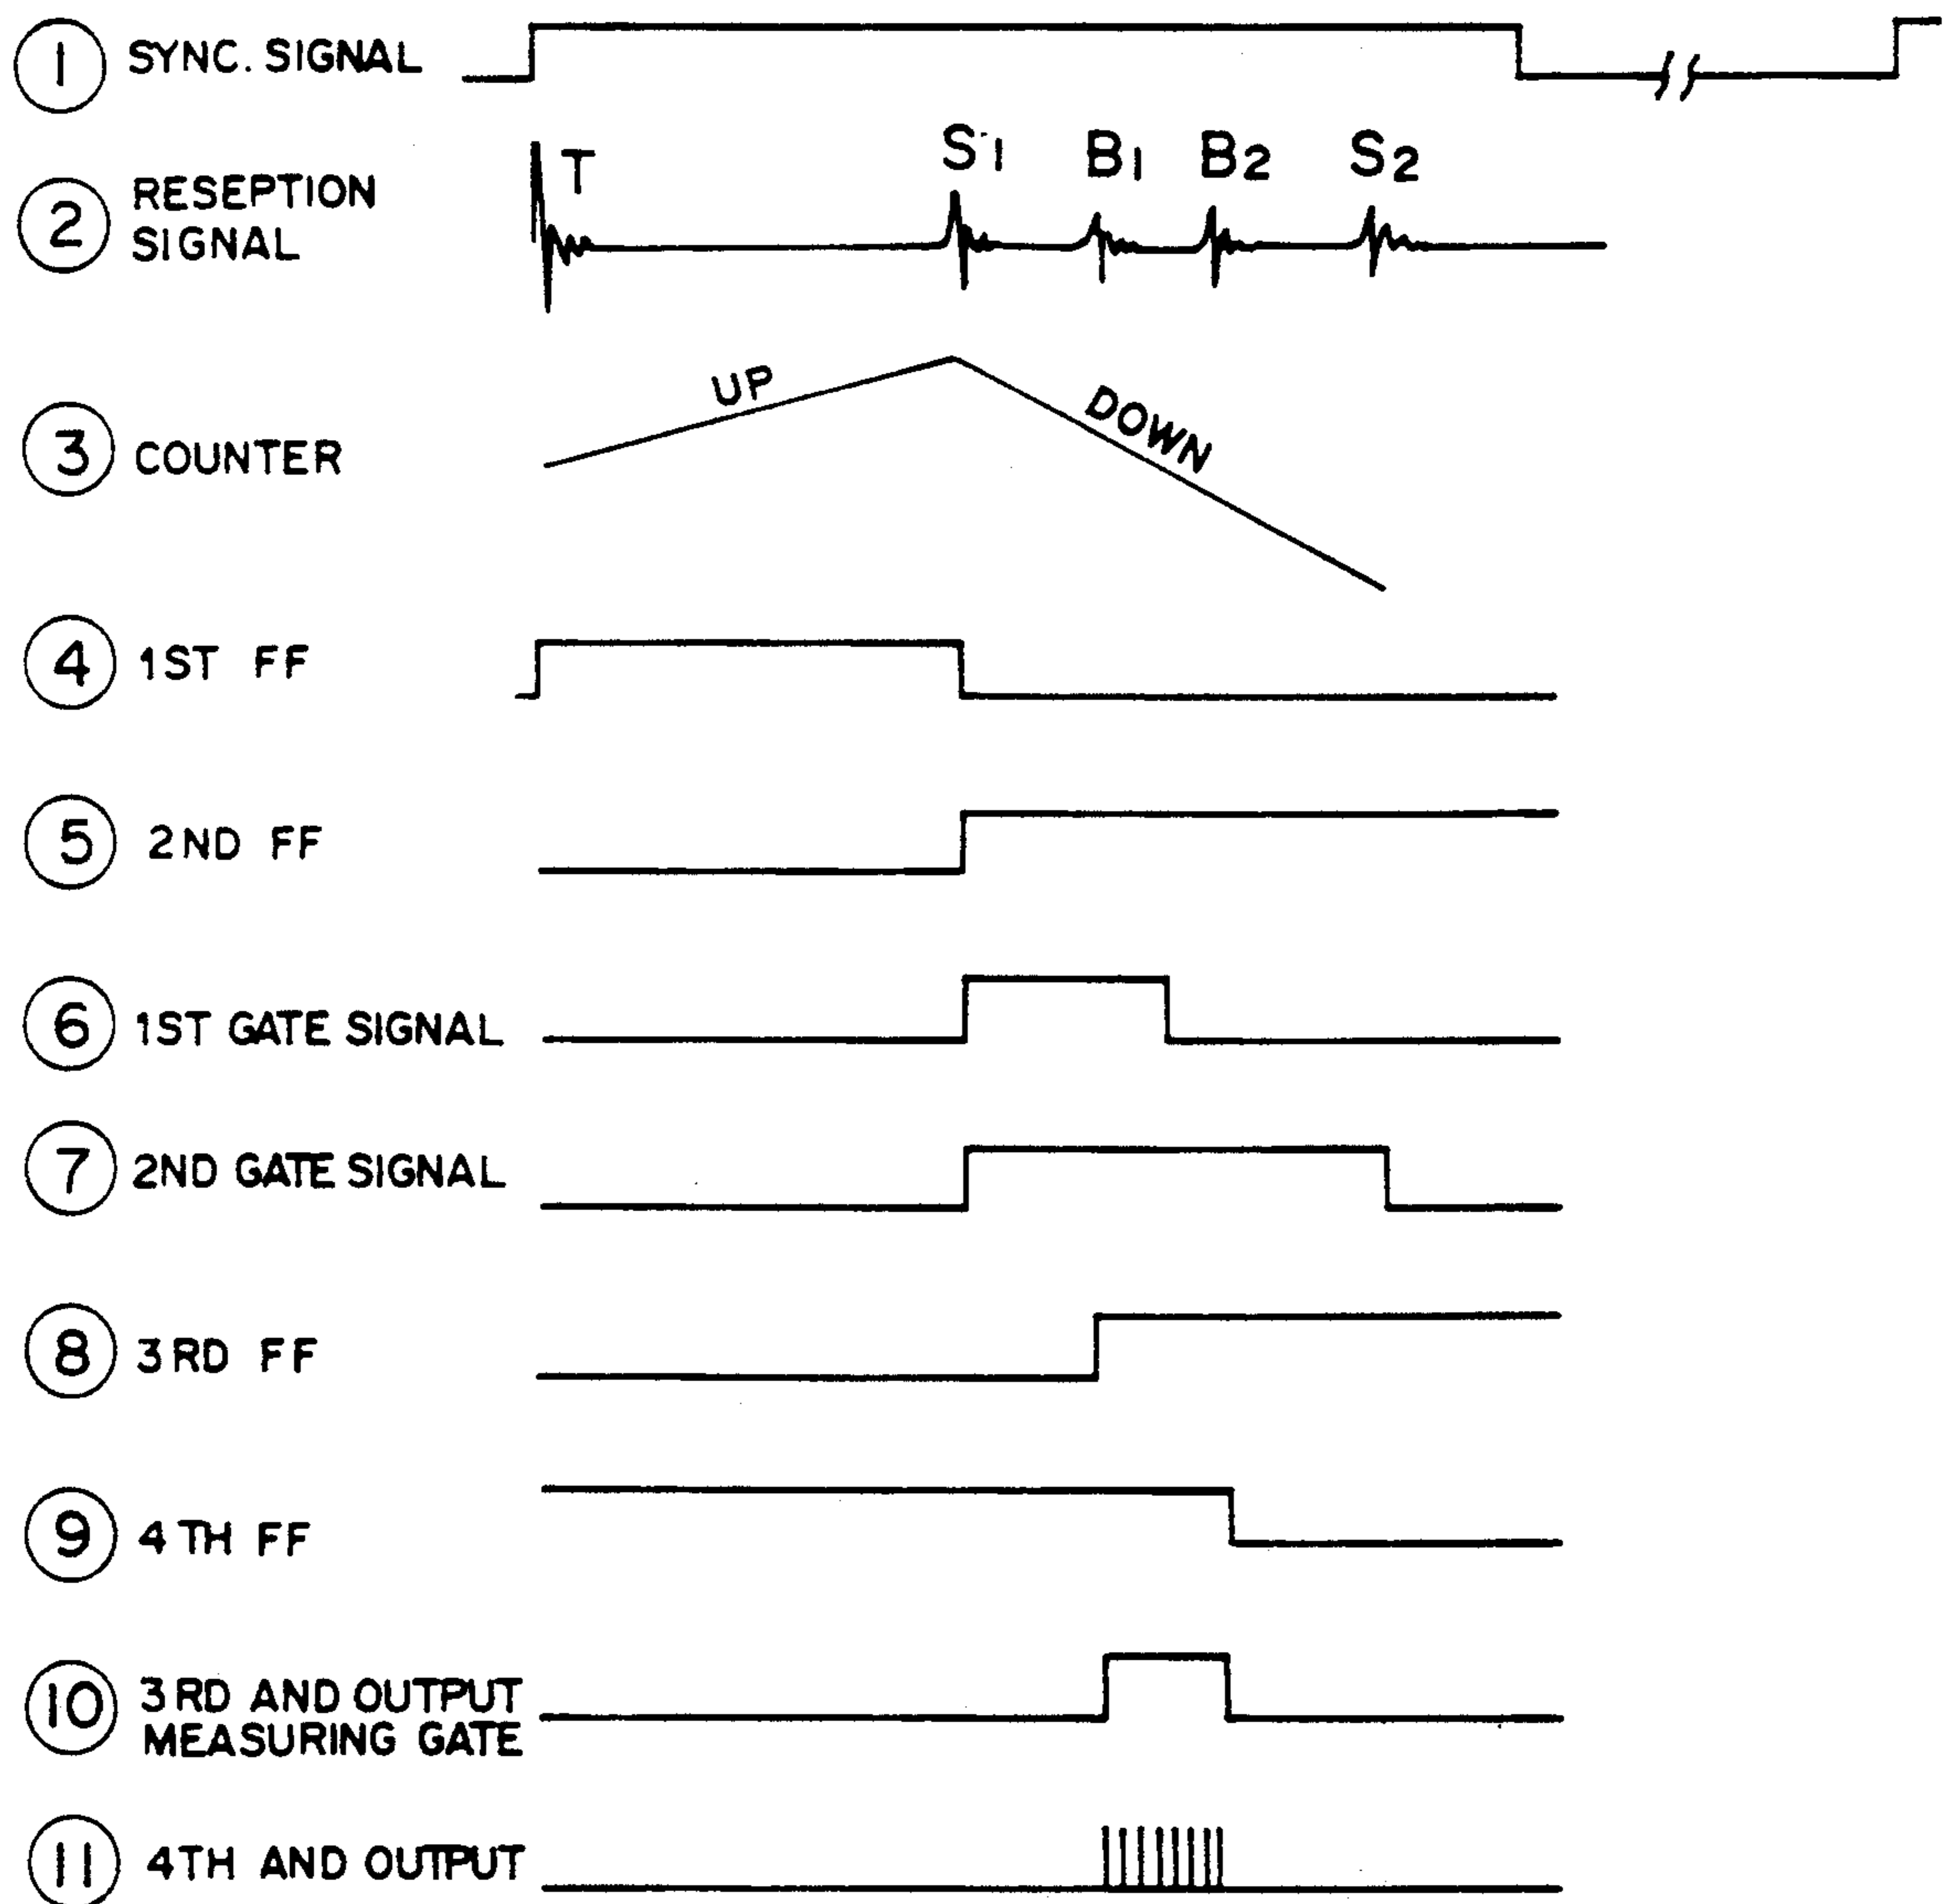 1 SYNC. SIGNAL
T S1 B1 B2 S2
2 RESEPTION
SIGNAL
UP
DOWN
3 COUNTER
4 1ST FF
5 2ND FF
6 1ST GATE SIGNAL
7 2ND GATE SIGNAL
8 3RD FF
9 4TH FF
10 3RD AND OUTPUT
MEASURING GATE
11 4TH AND OUTPUT